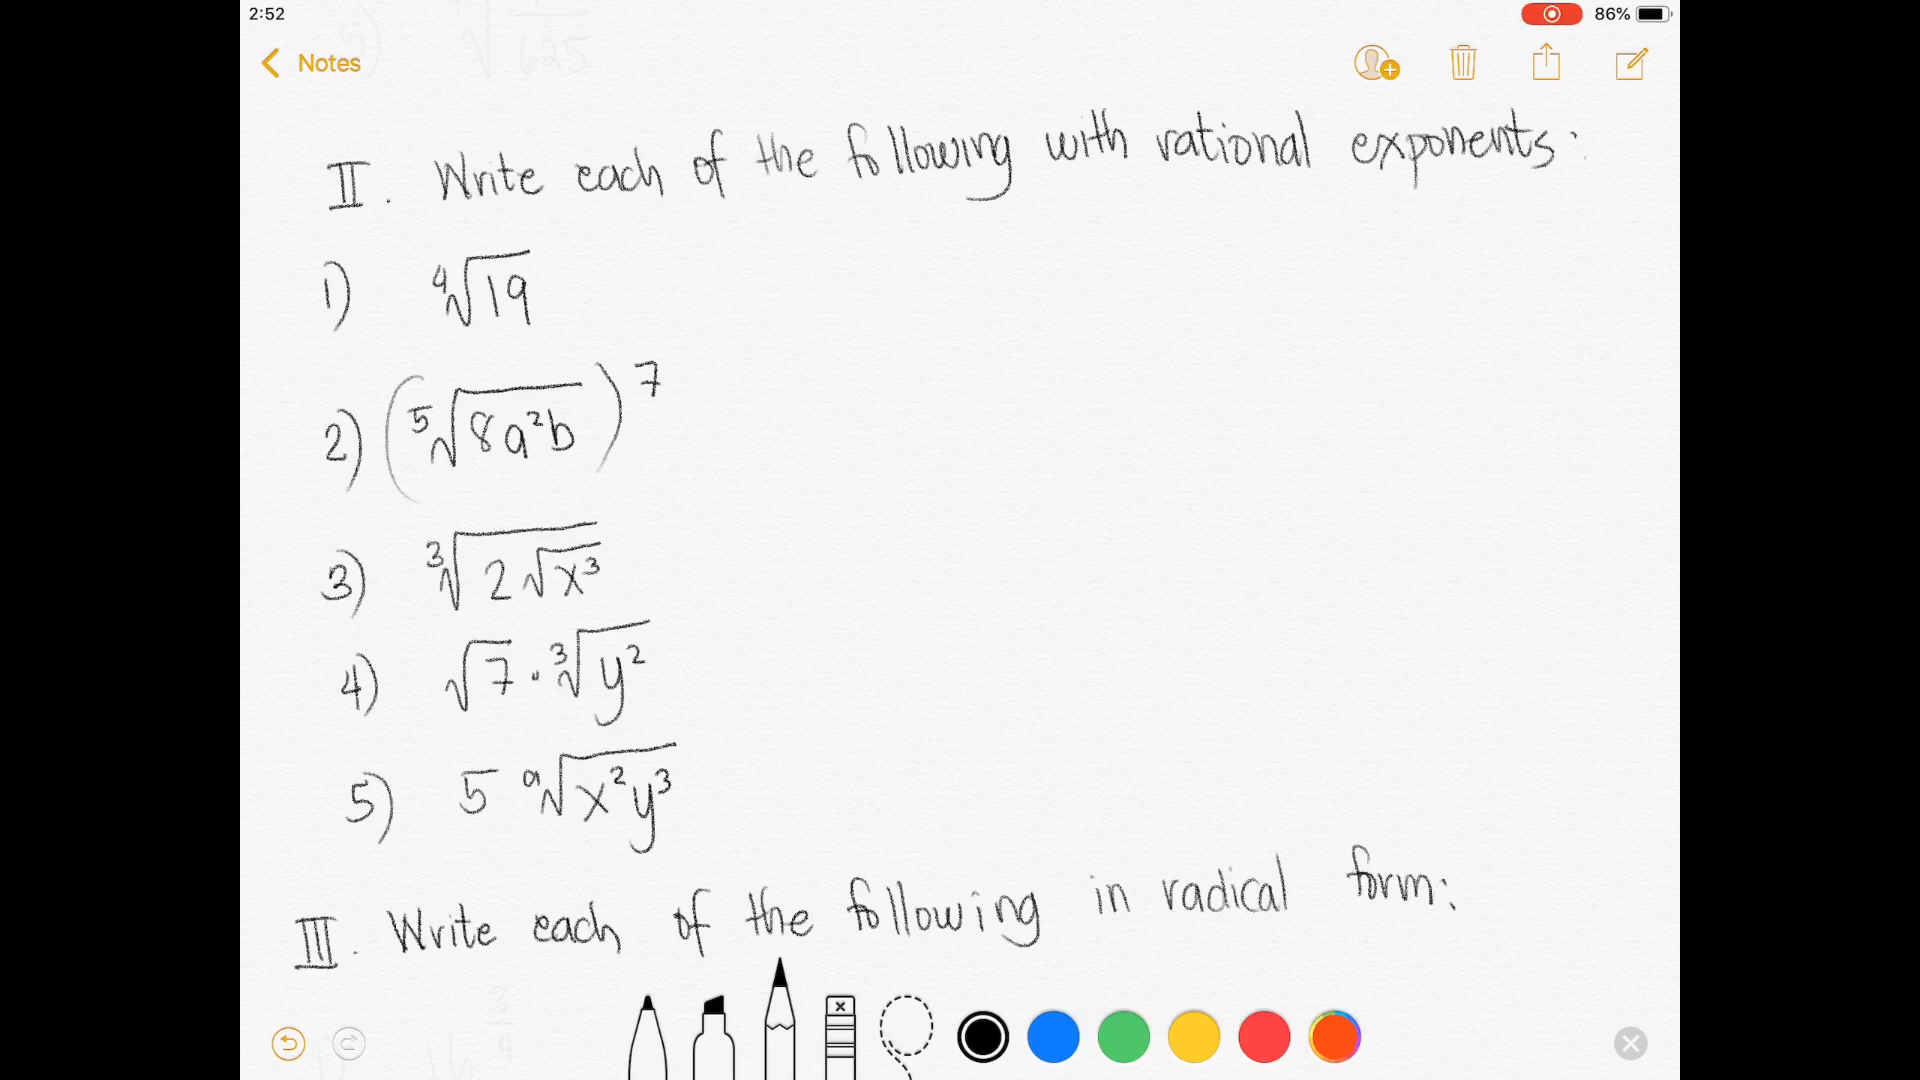 2:52
86%
5) √625
Notes
II. Write each of the following with rational exponents:
1) ⁴√19
2) (⁵√8a²b)⁷
3) ³√2√x³
4) √7 · ³√y²
5) 5 ᵃ√x²y³
III. Write each of the following in radical form: